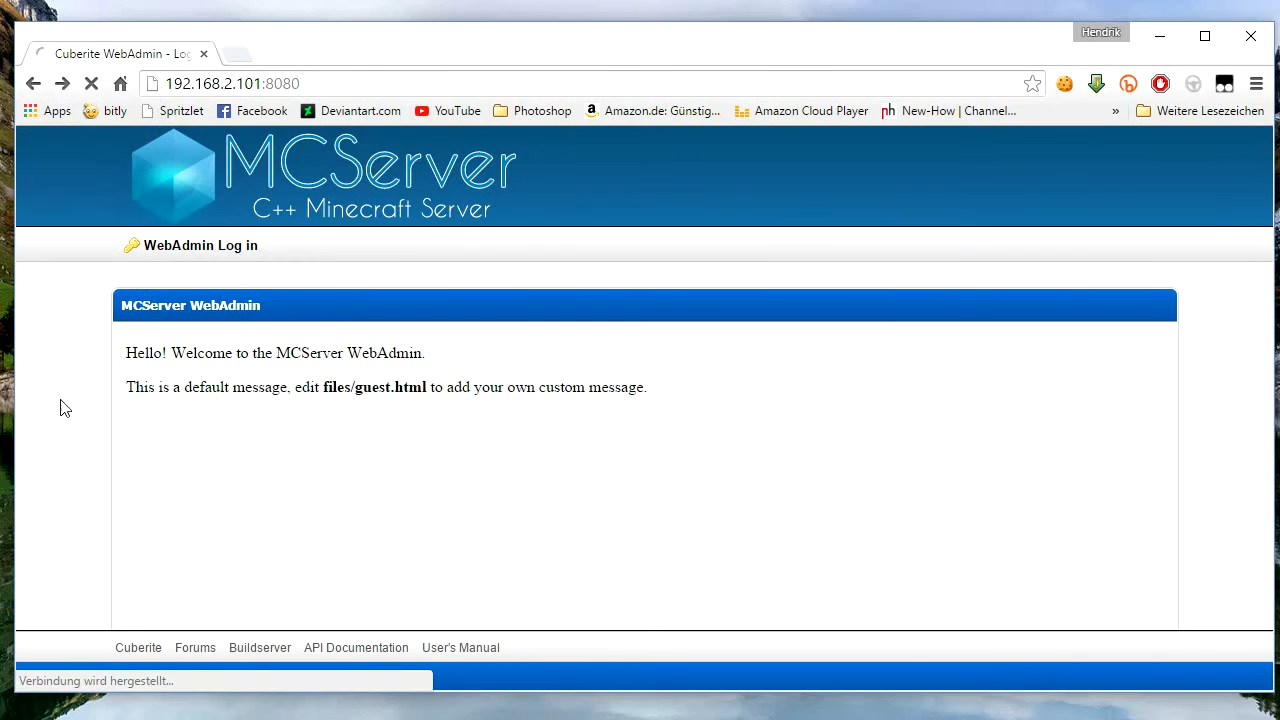 Hendrik
Cuberite WebAdmin - Log
192.168.2.101:8080
Apps bitly Spritzlet Facebook Deviantart.com YouTube Photoshop Amazon.de: Günstig... Amazon Cloud Player New-How | Channel... » Weitere Lesezeichen
MCServer
C++ Minecraft Server
WebAdmin Log in
MCServer WebAdmin
Hello! Welcome to the MCServer WebAdmin.
This is a default message, edit files/guest.html to add your own custom message.
Cuberite Forums Buildserver API Documentation User's Manual
Verbindung wird hergestellt...